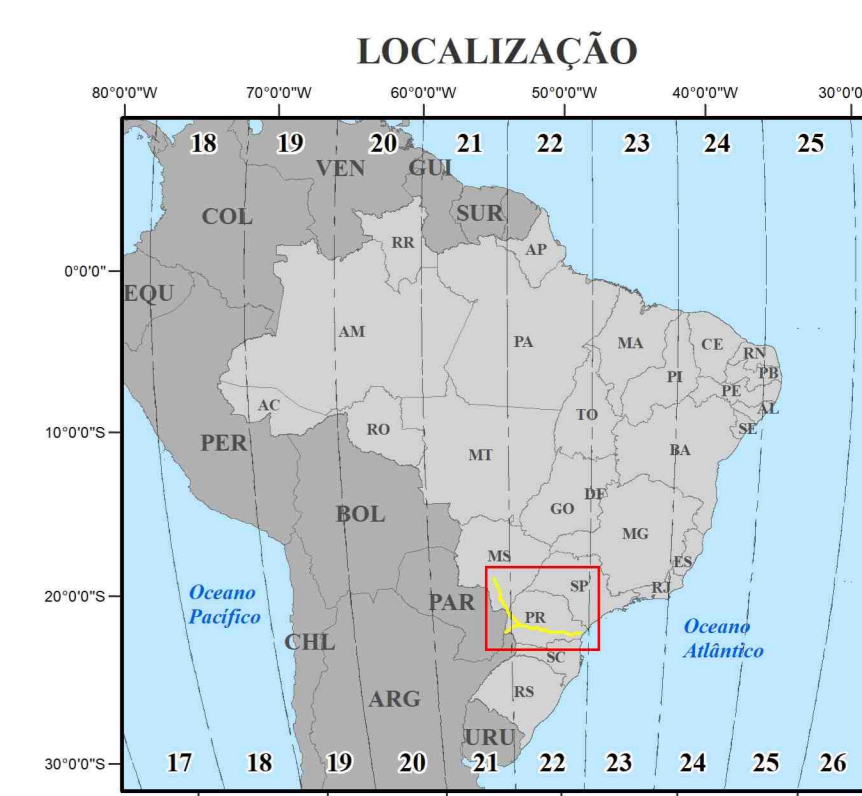 LOCALIZAÇÃO
80°0'0"W 70°0'0"W 60°0'0"W 50°0'0"W 40°0'0"W 30°0'0
18 19 20 21 22 23 24 25
VEN GUI
COL SUR
RR AP
0°0'0"
EQU
AM PA MA CE
RN
PI PB
PE
AC TO AL
RO SE
10°0'0"S
PER MT BA
DF
GO
BOL
MG
MS ES
SP RJ
20°0'0"S
Oceano
Pacífico
PAR PR
Oceano
Atlântico
CHL SC
ARG RS
URU
30°0'0"S
17 18 19 20 21 22 23 24 25 26